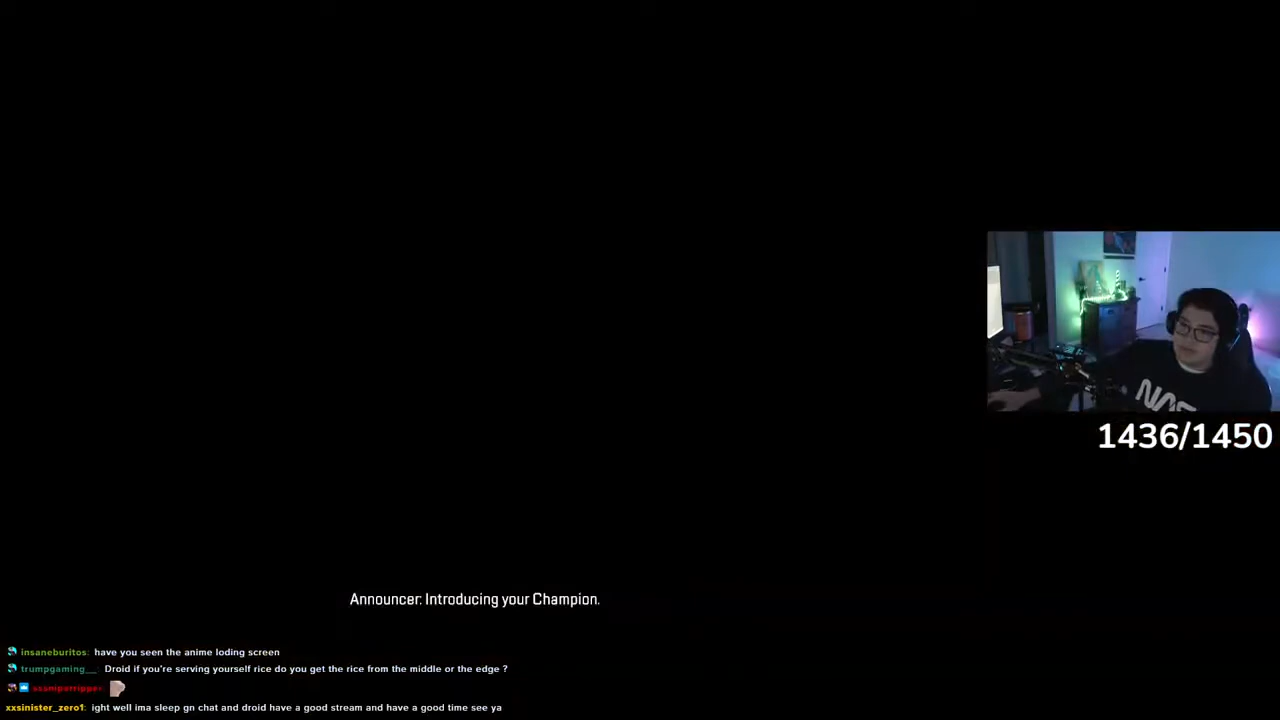 1436/1450
Announcer: Introducing your Champion.
insaneburitos: have you seen the anime loding screen
trumpgaming__: Droid if you're serving yourself rice do you get the rice from the middle or the edge ?
xxsinister_zero1: ight well ima sleep gn chat and droid have a good stream and have a good time see ya